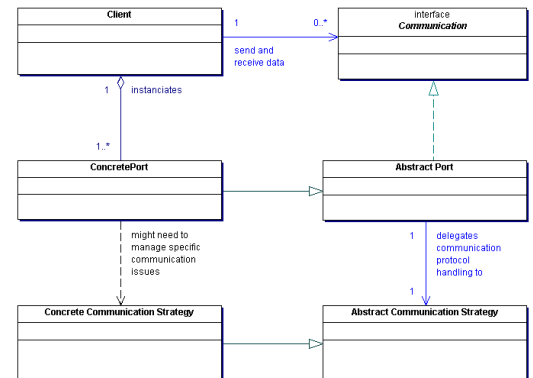 Client
interface
Communication
1
0..*
send and
receive data
1
instanciates
1..*
ConcretePort
Abstract Port
might need to
manage specific
communication
issues
1
delegates
communication
protocol
handling to
1
Concrete Communication Strategy
Abstract Communication Strategy